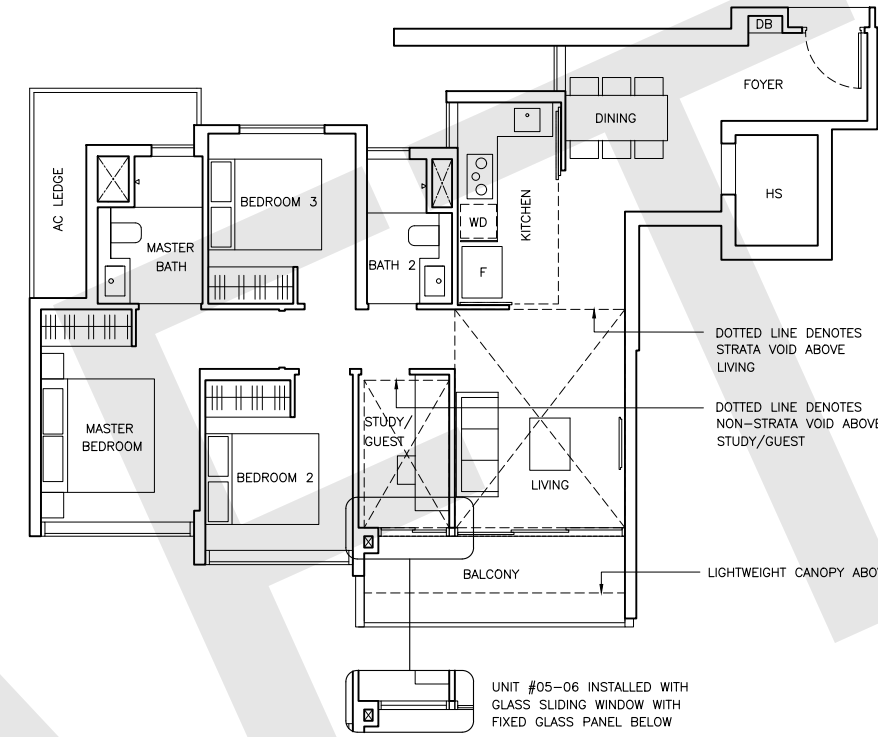 DB
FOYER
DINING
HS
KITCHEN
WD
F
AC LEDGE
BEDROOM 3
MASTER
BATH
BATH 2
DOTTED LINE DENOTES
STRATA VOID ABOVE
LIVING
DOTTED LINE DENOTES
NON-STRATA VOID ABOVE
STUDY/GUEST
MASTER
BEDROOM
BEDROOM 2
STUDY/
GUEST
LIVING
BALCONY
LIGHTWEIGHT CANOPY ABO
UNIT #05-06 INSTALLED WITH
GLASS SLIDING WINDOW WITH
FIXED GLASS PANEL BELOW